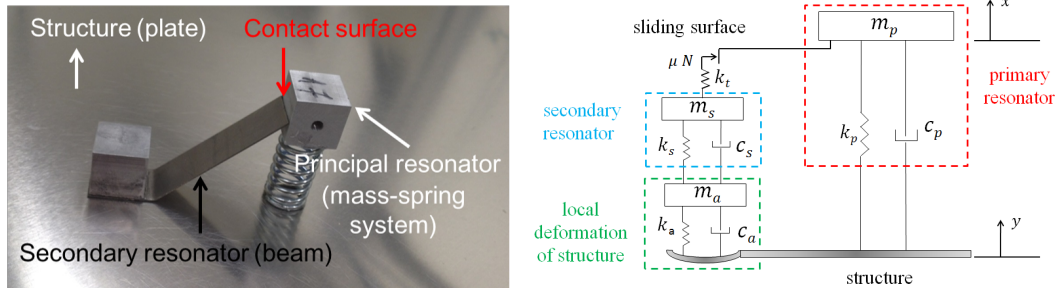 Structure (plate)
Contact surface
Principal resonator
(mass-spring
system)
Secondary resonator (beam)
sliding surface
μ N
k_t
m_p
x
primary
resonator
k_p
c_p
secondary
resonator
m_s
k_s
c_s
local
deformation
of structure
m_a
k_a
c_a
y
structure